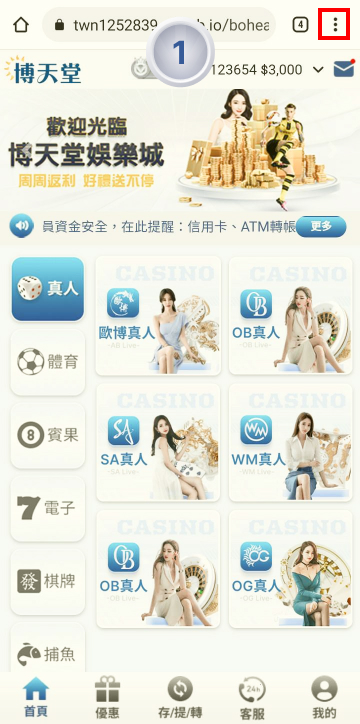 twn1252839
b.io/bohea
4
1
博天堂
123654 $3,000
歡迎光臨
博天堂娛樂城
周周返利 好禮送不停
員資金安全，在此提醒：信用卡、ATM轉帳
更多
真人
體育
賓果
電子
棋牌
捕魚
CASINO
歐博真人
-AB Live-
CASINO
OB真人
-OB Live-
CASINO
SA真人
-SA Live-
CASINO
WM真人
-WM Live-
CASINO
OB真人
-OB Live-
CASINO
OG真人
-OG Live-
首頁
優惠
存/提/轉
24h
客服
我的